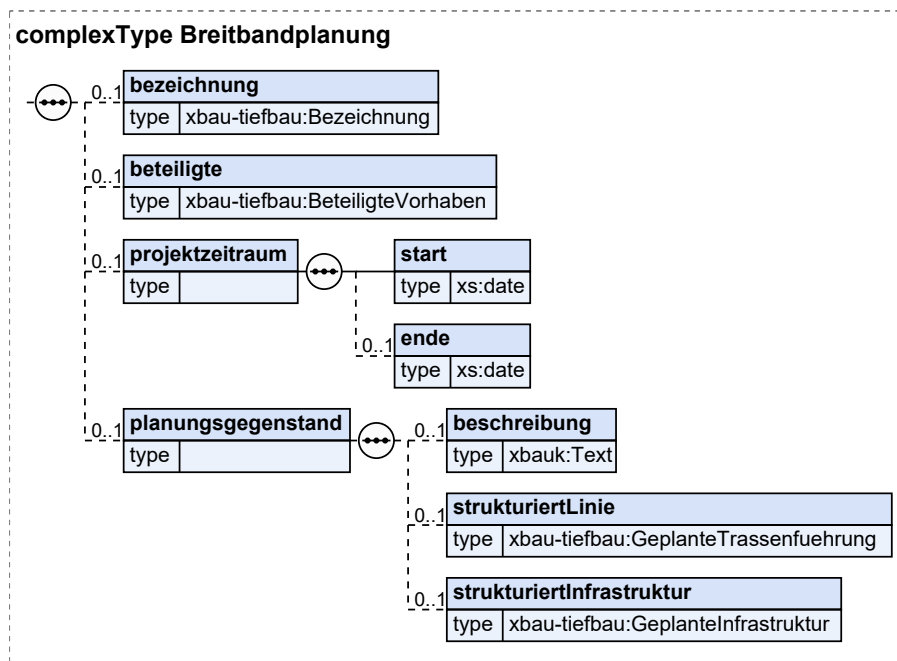 complexType Breitbandplanung
0..1
bezeichnung
type xbau-tiefbau:Bezeichnung
0..1
beteiligte
type xbau-tiefbau:BeteiligteVorhaben
0..1
projektzeitraum
type
start
type xs:date
0..1
ende
type xs:date
0..1
planungsgegenstand
type
0..1
beschreibung
type xbauk:Text
0..1
strukturiertLinie
type xbau-tiefbau:GeplanteTrassenfuehrung
0..1
strukturiertInfrastruktur
type xbau-tiefbau:GeplanteInfrastruktur